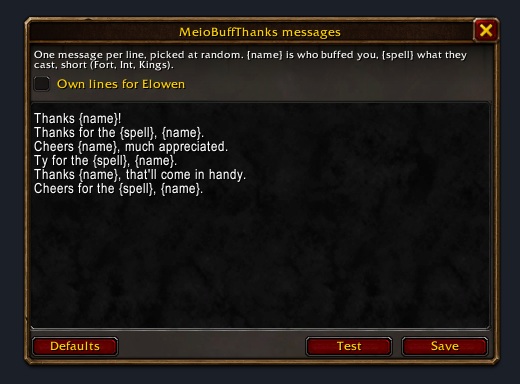 MeioBuffThanks messages
One message per line, picked at random. {name} is who buffed you, {spell} what they
cast, short (Fort, Int, Kings).
Own lines for Elowen
Thanks {name}!
Thanks for the {spell}, {name}.
Cheers {name}, much appreciated.
Ty for the {spell}, {name}.
Thanks {name}, that'll come in handy.
Cheers for the {spell}, {name}.
Defaults
Test
Save